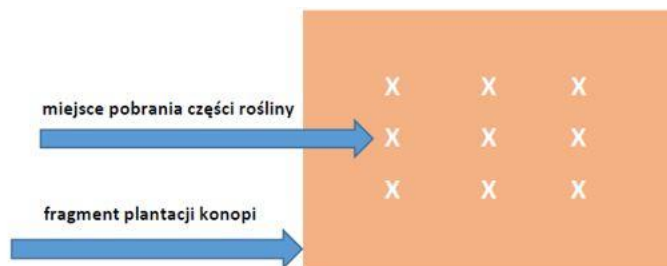 X X X
miejsce pobrania części rośliny
X X X
X X X
fragment plantacji konopi